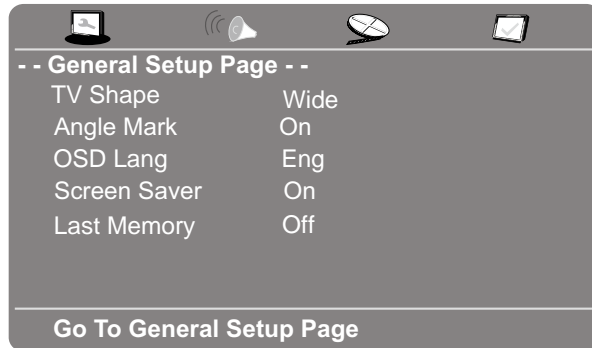 - - General Setup Page - -
TV Shape Wide
Angle Mark On
OSD Lang Eng
Screen Saver On
Last Memory Off
Go To General Setup Page